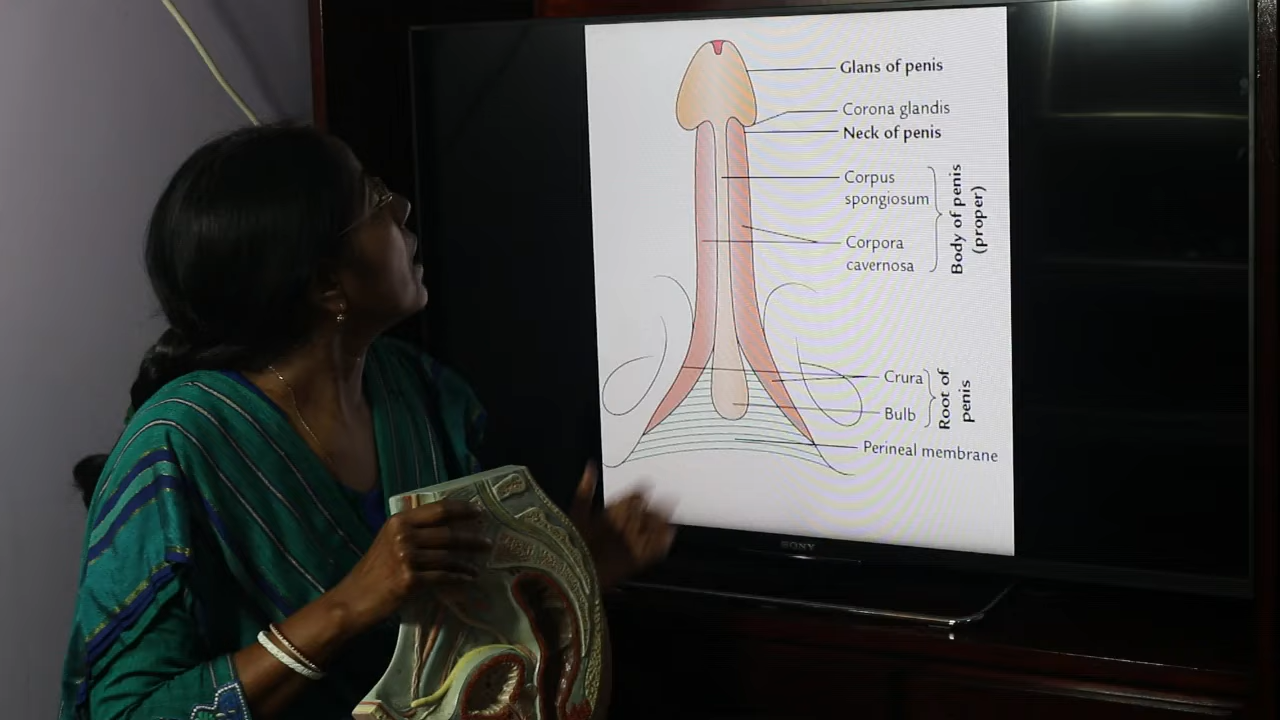 Glans of penis
Corona glandis
Neck of penis
Corpus
spongiosum
Corpora
cavernosa
Body of penis
(proper)
Crura
Bulb
Root of
penis
Perineal membrane
SONY